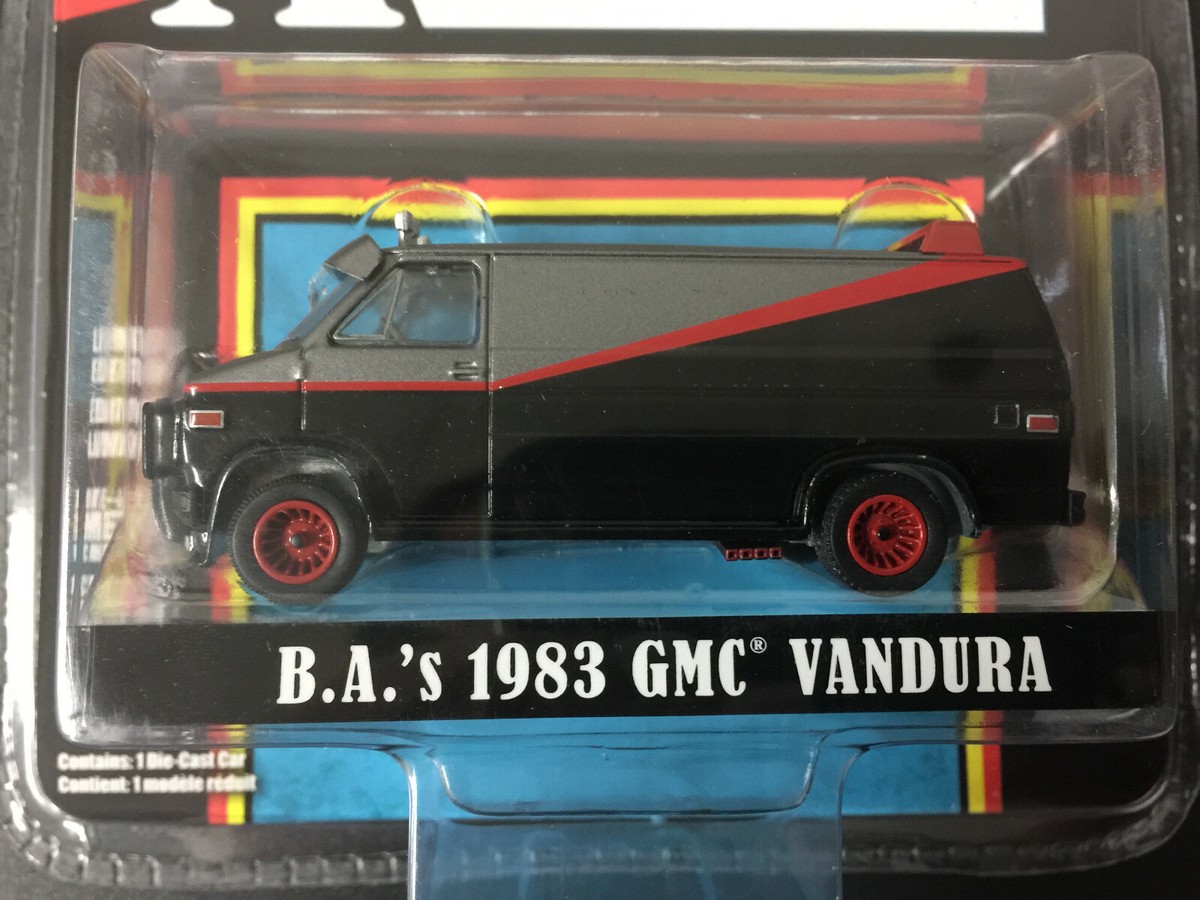 B.A.'s 1983 GMC® VANDURA
Contains: 1 Die-Cast Car
Contient: 1 modèle réduit